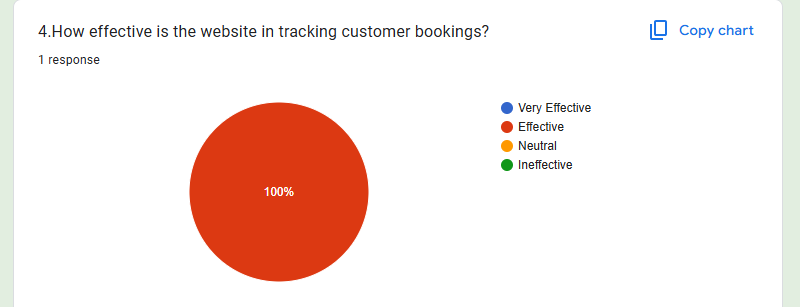 4.How effective is the website in tracking customer bookings?
Copy chart
1 response
100%
Very Effective
Effective
Neutral
Ineffective